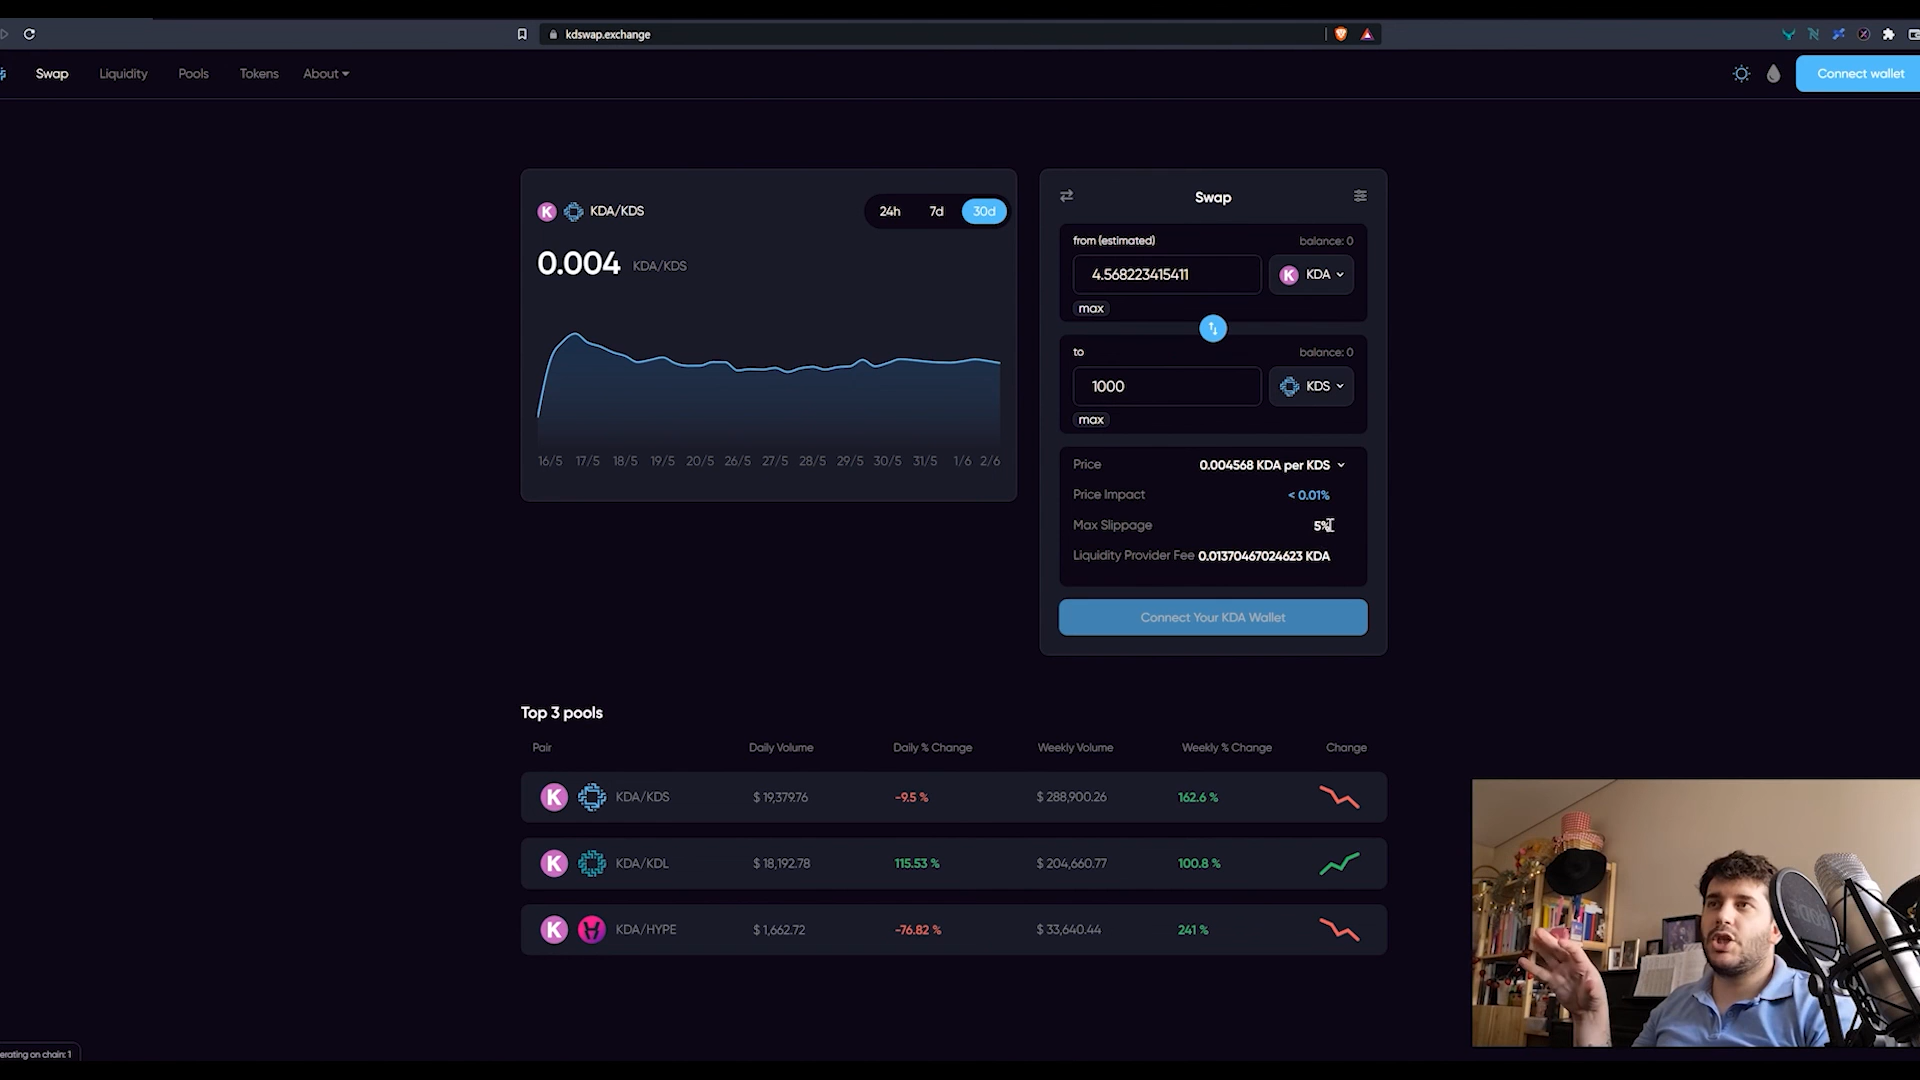 kdswap.exchange
Swap Liquidity Pools Tokens About Connect wallet
KDA/KDS 24h 7d 30d
0.004 KDA/KDS
16/5 17/5 18/5 19/5 20/5 26/5 27/5 28/5 29/5 30/5 31/5 1/6 2/6
Swap
from (estimated) balance: 0
4.568223415411 KDA
max
to balance: 0
1000 KDS
max
Price 0.004568 KDA per KDS
Price Impact < 0.01%
Max Slippage 5%
Liquidity Provider Fee 0.01370467024623 KDA
Connect Your KDA Wallet
Top 3 pools
Pair Daily Volume Daily % Change Weekly Volume Weekly % Change Change
KDA/KDS $ 19,379.76 -9.5 % $ 288,900.26 162.6 %
KDA/KDL $ 18,192.78 115.53 % $ 204,660.77 100.8 %
KDA/HYPE $ 1,662.72 -76.82 % $ 33,640.44 241 %
erating on chain: 1
RODE